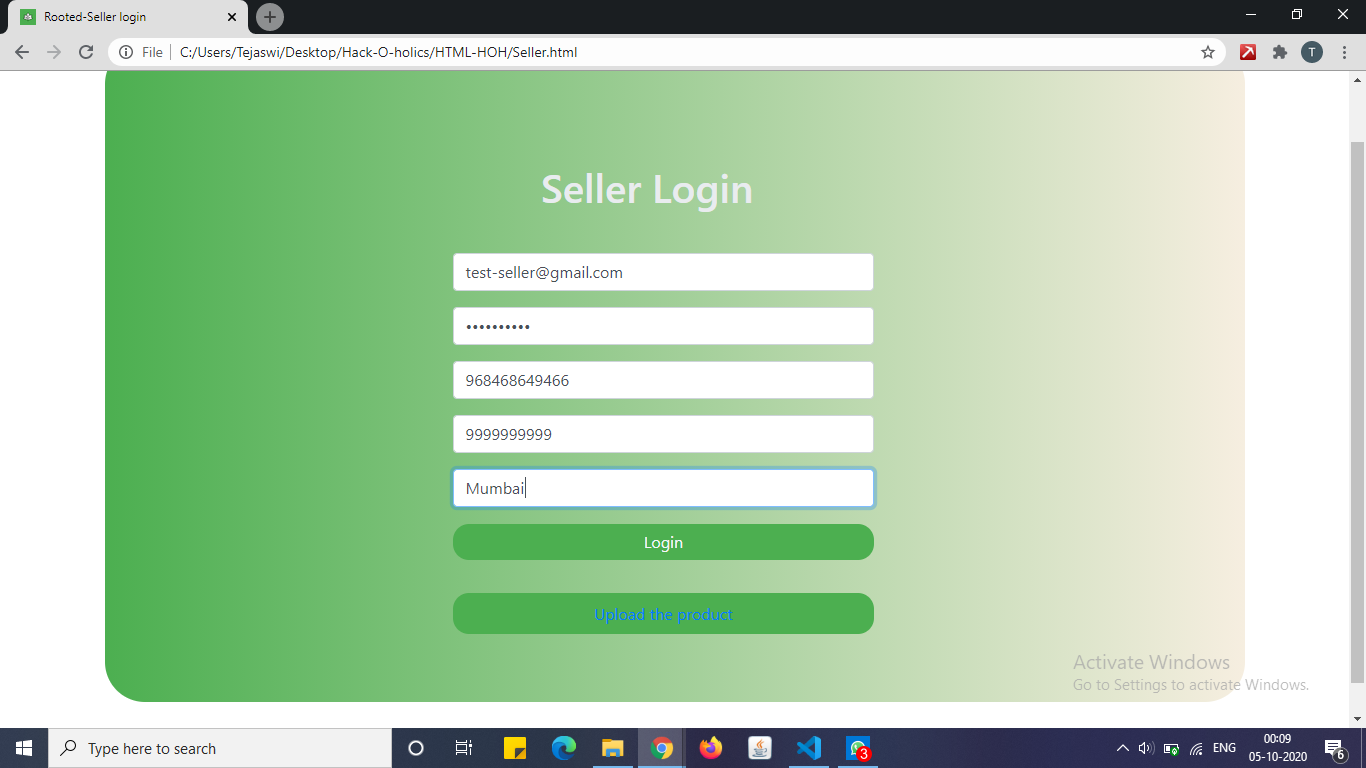 Rooted-Seller login
File
C:/Users/Tejaswi/Desktop/Hack-O-holics/HTML-HOH/Seller.html
T
Seller Login
test-seller@gmail.com
••••••••••
968468649466
9999999999
Mumbai
Login
Upload the product
Activate Windows
Go to Settings to activate Windows.
Type here to search
3
ENG
00:09
05-10-2020
6